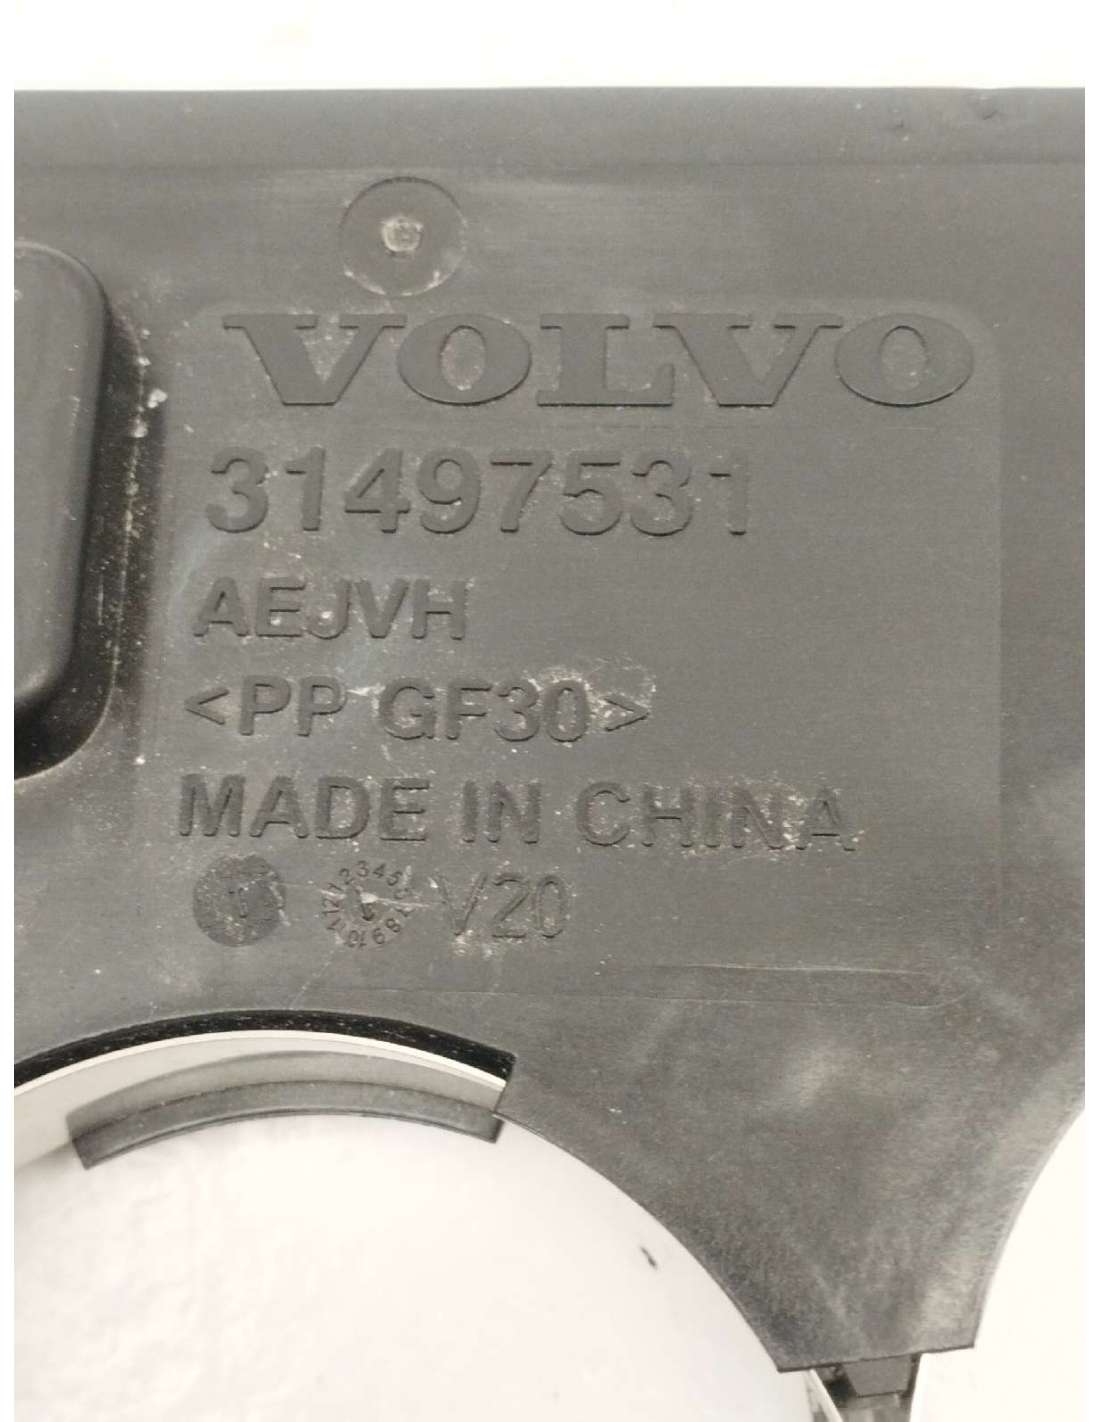 VOLVO
31497531
AEJVH
<PP GF30>
MADE IN CHINA
V20